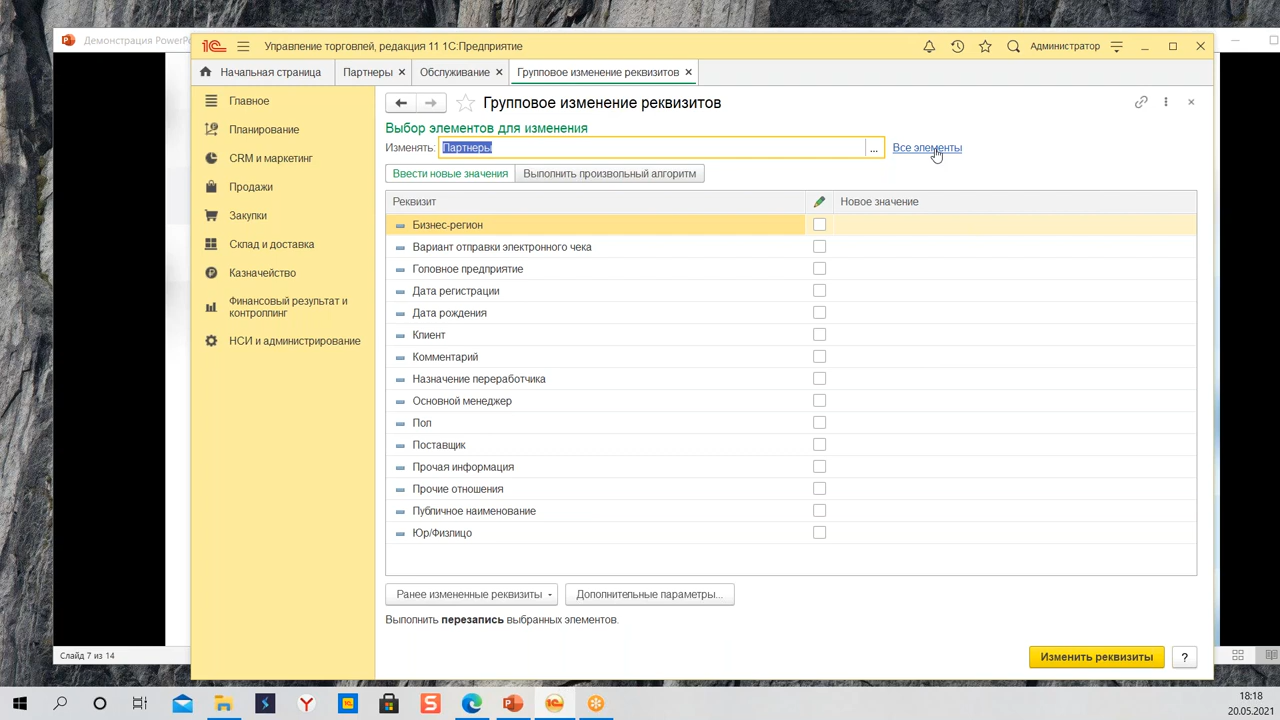 Демонстрация PowerPo
1С
Управление торговлей, редакция 11 1С:Предприятие
Администратор
Начальная страница
Партнеры
Обслуживание
Групповое изменение реквизитов
Главное
Планирование
CRM и маркетинг
Продажи
Закупки
Склад и доставка
Казначейство
Финансовый результат и
контроллинг
НСИ и администрирование
Групповое изменение реквизитов
Выбор элементов для изменения
Изменять: Партнеры ... Все элементы
Ввести новые значения Выполнить произвольный алгоритм
Реквизит Новое значение
Бизнес-регион
Вариант отправки электронного чека
Головное предприятие
Дата регистрации
Дата рождения
Клиент
Комментарий
Назначение переработчика
Основной менеджер
Пол
Поставщик
Прочая информация
Прочие отношения
Публичное наименование
Юр/Физлицо
Ранее измененные реквизиты Дополнительные параметры...
Выполнить перезапись выбранных элементов.
Изменить реквизиты ?
Слайд 7 из 14
18:18
20.05.2021